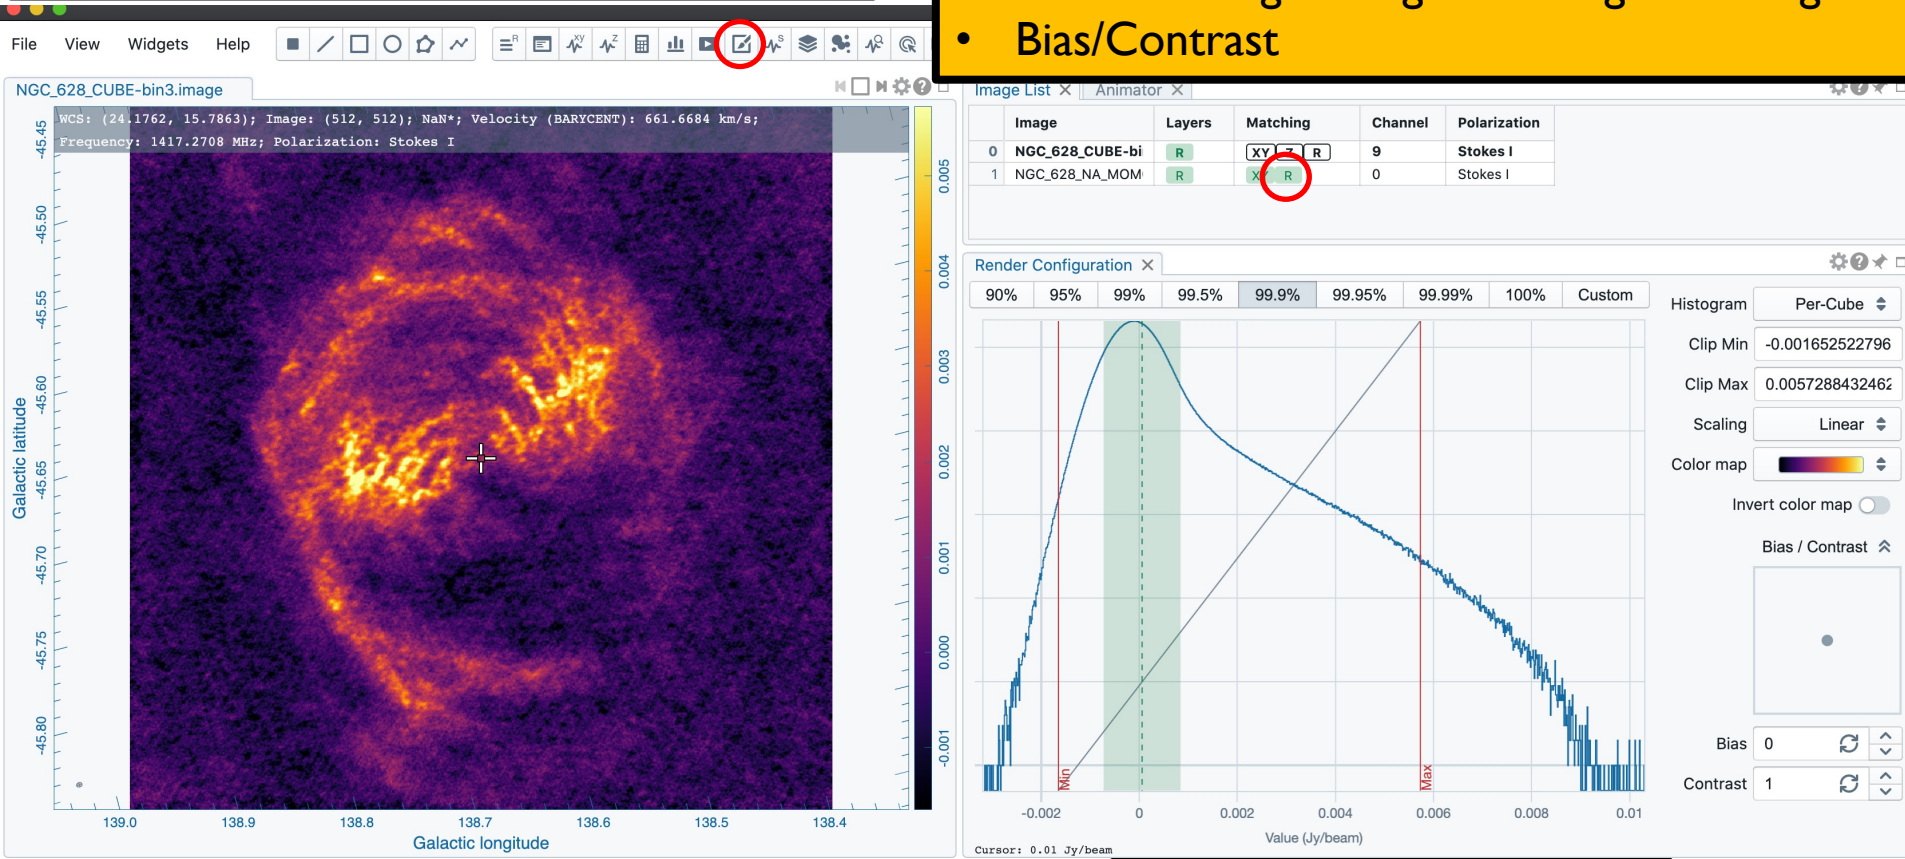 • Bias/Contrast
File View Widgets Help
NGC_628_CUBE-bin3.image
WCS: (24.1762, 15.7863); Image: (512, 512); NaN*; Velocity (BARYCENT): 661.6684 km/s;
Frequency: 1417.2708 MHz; Polarization: Stokes I
-45.45
-45.50
-45.55
-45.60
-45.65
-45.70
-45.75
-45.80
Galactic latitude
139.0 138.9 138.8 138.7 138.6 138.5 138.4
Galactic longitude
0.005
0.004
0.003
0.002
0.001
0.000
-0.001
Image List Animator
Image Layers Matching Channel Polarization
0 NGC_628_CUBE-bi R XY Z R 9 Stokes I
1 NGC_628_NA_MOM R XY R 0 Stokes I
Render Configuration
90% 95% 99% 99.5% 99.9% 99.95% 99.99% 100% Custom
Histogram Per-Cube
Clip Min -0.001652522796
Clip Max 0.0057288432462
Scaling Linear
Color map
Invert color map
Bias / Contrast
Bias 0
Contrast 1
Min
Max
-0.002 0 0.002 0.004 0.006 0.008 0.01
Value (Jy/beam)
Cursor: 0.01 Jy/beam